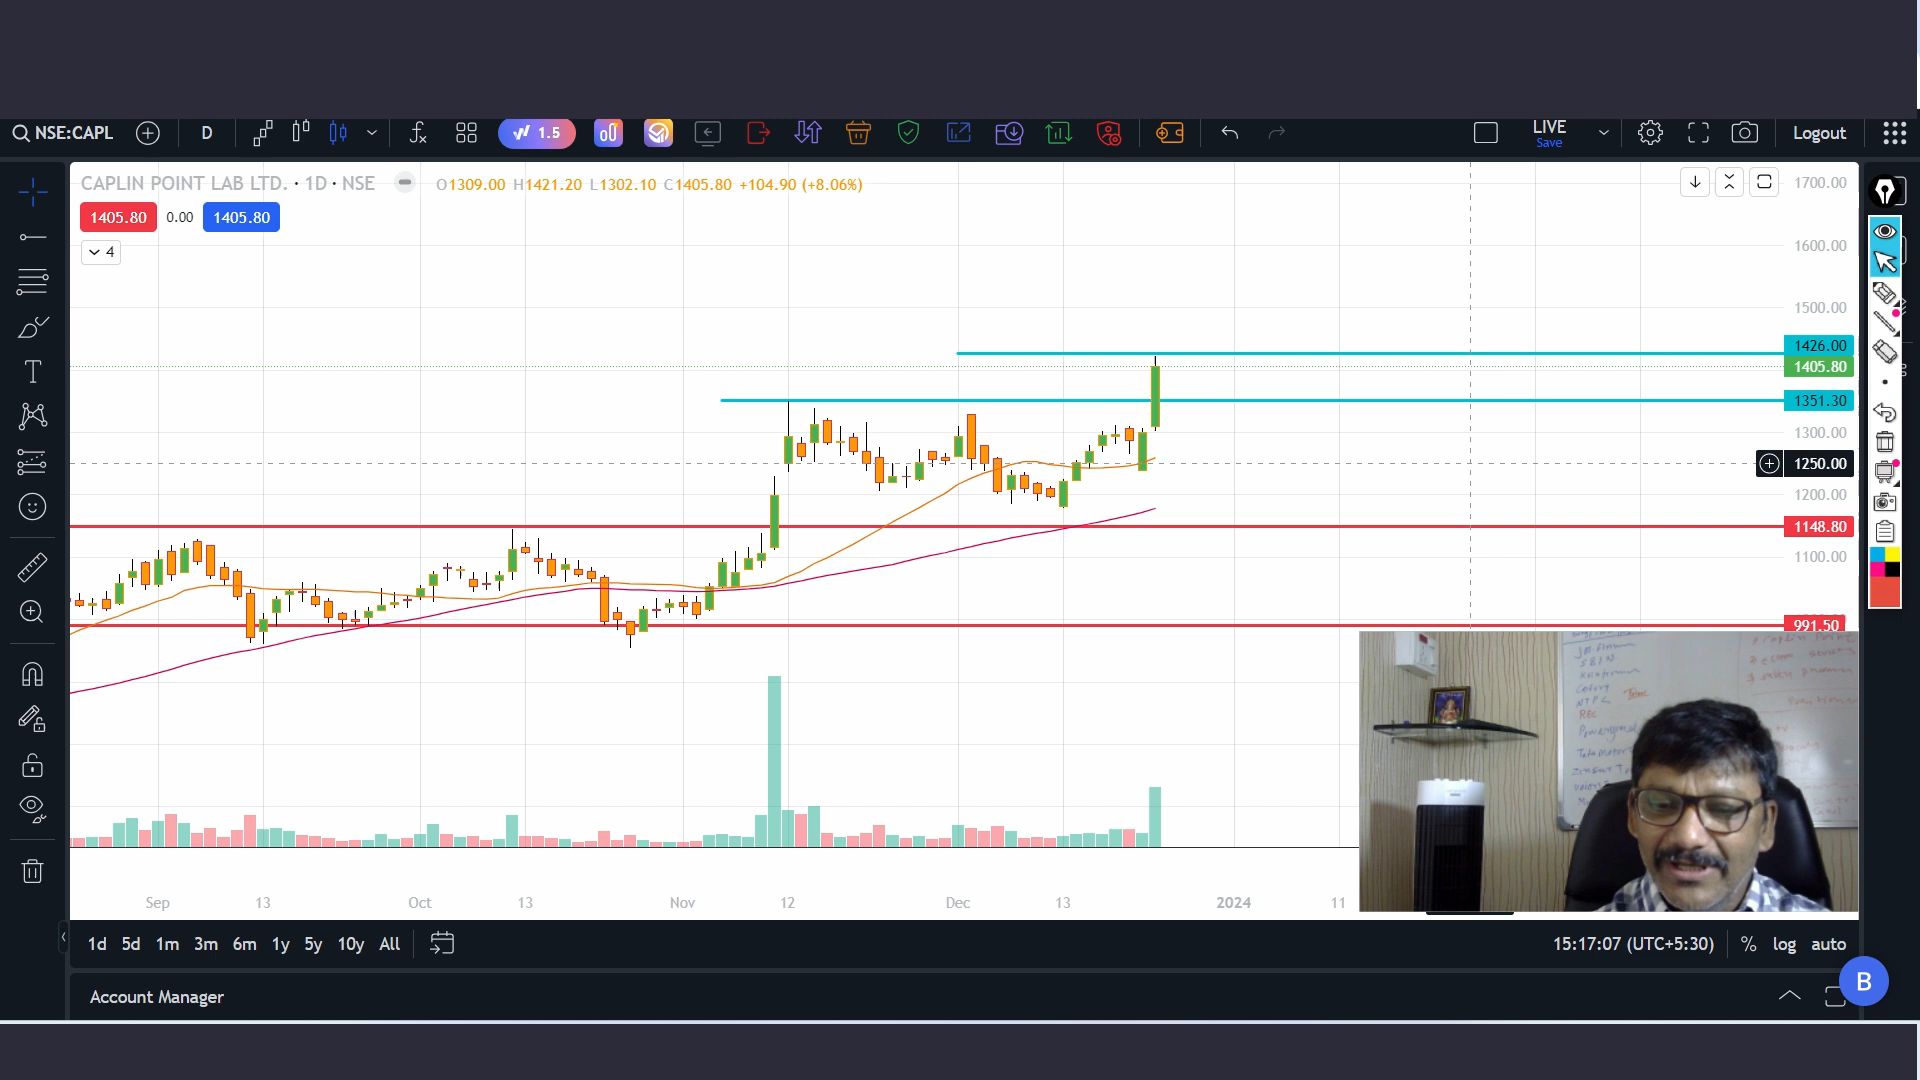 NSE:CAPL D 1.5 LIVE Save Logout
CAPLIN POINT LAB LTD. · 1D · NSE O1309.00 H1421.20 L1302.10 C1405.80 +104.90 (+8.06%)
1405.80 0.00 1405.80
4
1700.00
1600.00
1500.00
1426.00
1405.80
1351.30
1300.00
1250.00
1200.00
1148.80
1100.00
991.50
SBIN
NTPC
REC
Sep 13 Oct 13 Nov 12 Dec 13 2024 11
1d 5d 1m 3m 6m 1y 5y 10y All 15:17:07 (UTC+5:30) % log auto
Account Manager
B